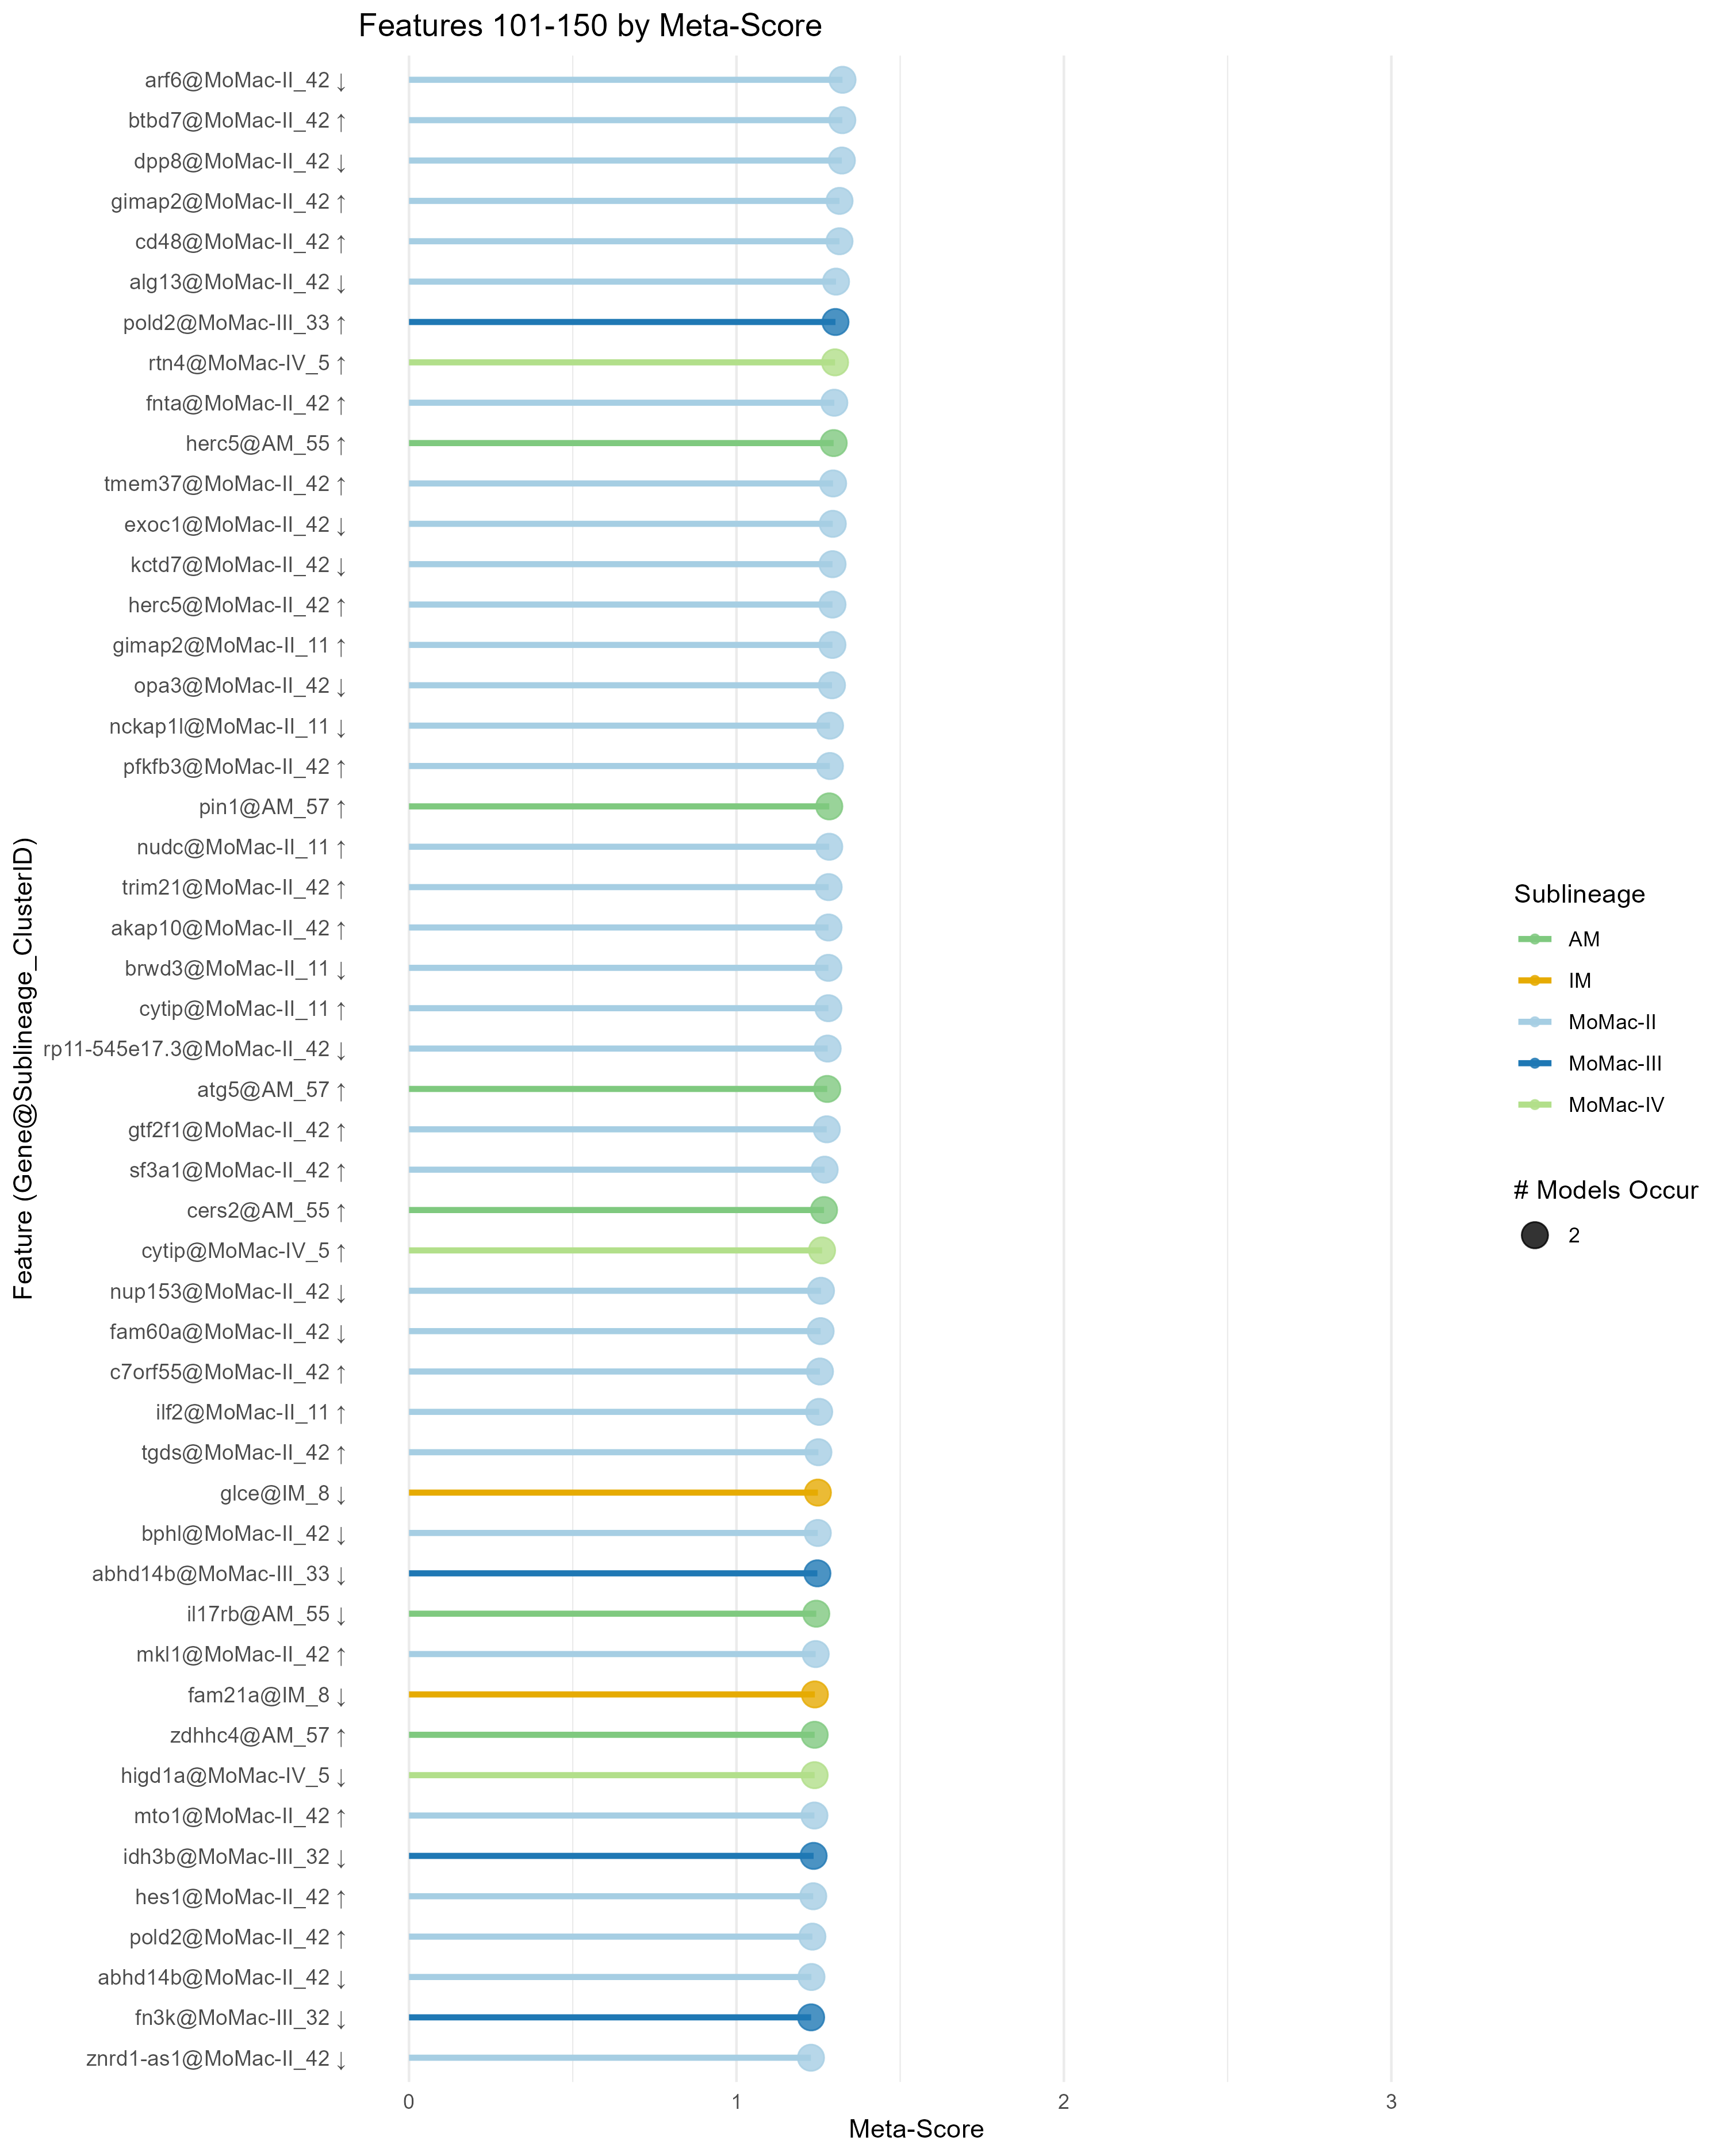 Features 101-150 by Meta-Score
Feature (Gene@Sublineage_ClusterID)
arf6@MoMac-II_42 ↓
btbd7@MoMac-II_42 ↑
dpp8@MoMac-II_42 ↓
gimap2@MoMac-II_42 ↑
cd48@MoMac-II_42 ↑
alg13@MoMac-II_42 ↓
pold2@MoMac-III_33 ↑
rtn4@MoMac-IV_5 ↑
fnta@MoMac-II_42 ↑
herc5@AM_55 ↑
tmem37@MoMac-II_42 ↑
exoc1@MoMac-II_42 ↓
kctd7@MoMac-II_42 ↓
herc5@MoMac-II_42 ↑
gimap2@MoMac-II_11 ↑
opa3@MoMac-II_42 ↓
nckap1l@MoMac-II_11 ↓
pfkfb3@MoMac-II_42 ↑
pin1@AM_57 ↑
nudc@MoMac-II_11 ↑
trim21@MoMac-II_42 ↑
akap10@MoMac-II_42 ↑
brwd3@MoMac-II_11 ↓
cytip@MoMac-II_11 ↑
rp11-545e17.3@MoMac-II_42 ↓
atg5@AM_57 ↑
gtf2f1@MoMac-II_42 ↑
sf3a1@MoMac-II_42 ↑
cers2@AM_55 ↑
cytip@MoMac-IV_5 ↑
nup153@MoMac-II_42 ↓
fam60a@MoMac-II_42 ↓
c7orf55@MoMac-II_42 ↑
ilf2@MoMac-II_11 ↑
tgds@MoMac-II_42 ↑
glce@IM_8 ↓
bphl@MoMac-II_42 ↓
abhd14b@MoMac-III_33 ↓
il17rb@AM_55 ↓
mkl1@MoMac-II_42 ↑
fam21a@IM_8 ↓
zdhhc4@AM_57 ↑
higd1a@MoMac-IV_5 ↓
mto1@MoMac-II_42 ↑
idh3b@MoMac-III_32 ↓
hes1@MoMac-II_42 ↑
pold2@MoMac-II_42 ↑
abhd14b@MoMac-II_42 ↓
fn3k@MoMac-III_32 ↓
znrd1-as1@MoMac-II_42 ↓
0 1 2 3
Meta-Score
Sublineage
AM
IM
MoMac-II
MoMac-III
MoMac-IV
# Models Occur
2